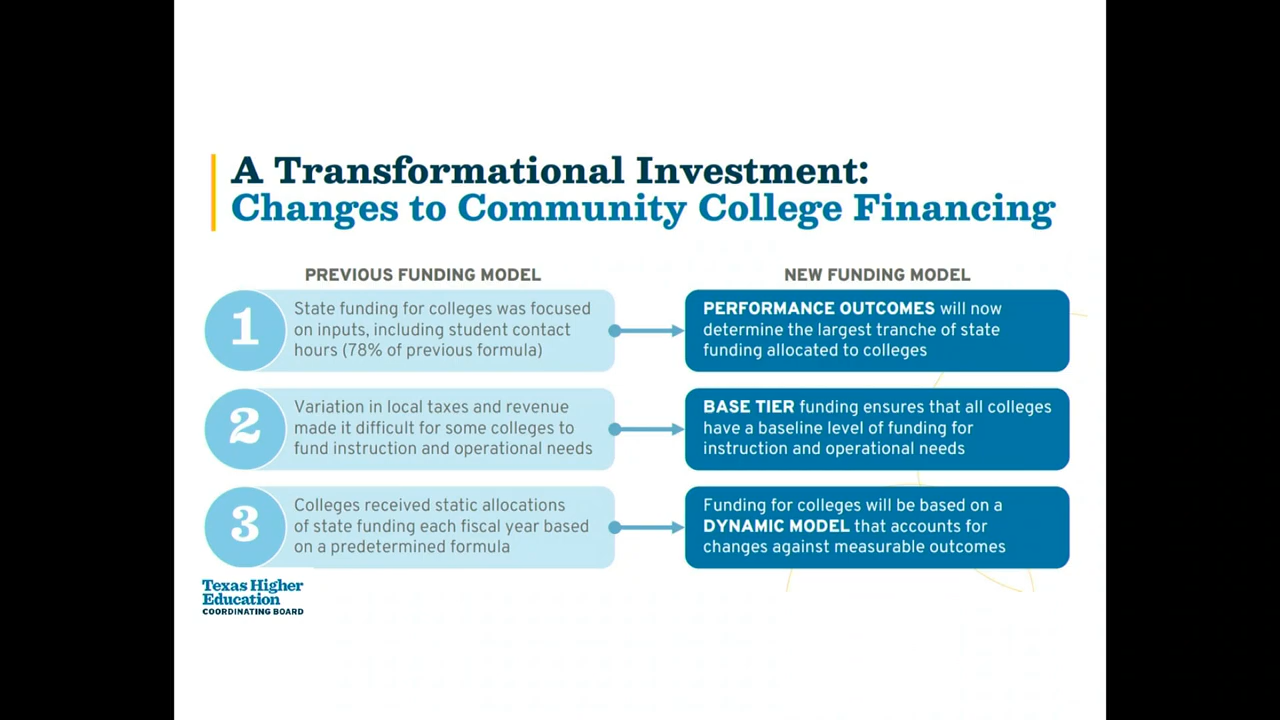 A Transformational Investment:
Changes to Community College Financing
PREVIOUS FUNDING MODEL
NEW FUNDING MODEL
1
State funding for colleges was focused
on inputs, including student contact
hours (78% of previous formula)
PERFORMANCE OUTCOMES will now
determine the largest tranche of state
funding allocated to colleges
2
Variation in local taxes and revenue
made it difficult for some colleges to
fund instruction and operational needs
BASE TIER funding ensures that all colleges
have a baseline level of funding for
instruction and operational needs
3
Colleges received static allocations
of state funding each fiscal year based
on a predetermined formula
Funding for colleges will be based on a
DYNAMIC MODEL that accounts for
changes against measurable outcomes
Texas Higher
Education
COORDINATING BOARD